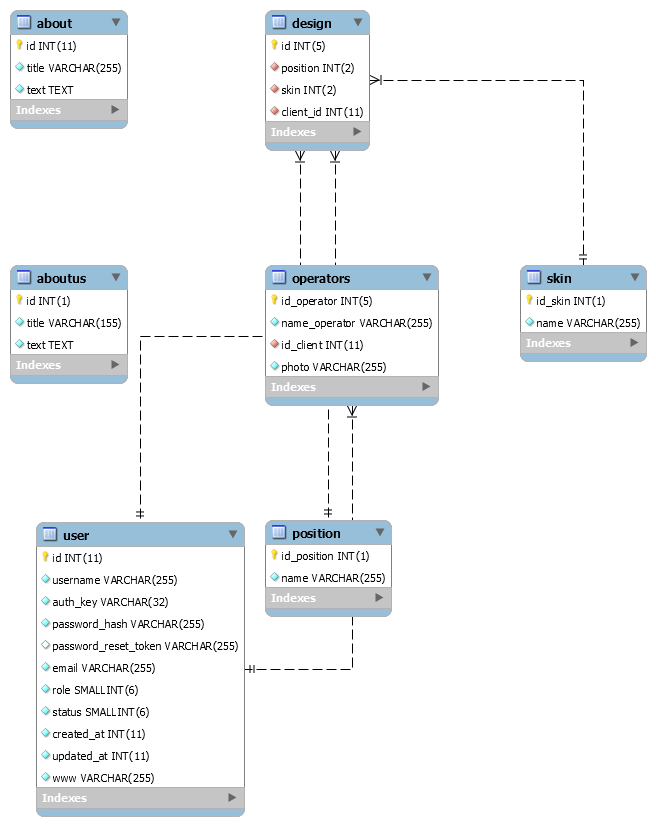 about
id INT(11)
title VARCHAR(255)
text TEXT
Indexes
design
id INT(5)
position INT(2)
skin INT(2)
client_id INT(11)
Indexes
aboutus
id INT(1)
title VARCHAR(155)
text TEXT
Indexes
operators
id_operator INT(5)
name_operator VARCHAR(255)
id_client INT(11)
photo VARCHAR(255)
Indexes
skin
id_skin INT(1)
name VARCHAR(255)
Indexes
user
id INT(11)
username VARCHAR(255)
auth_key VARCHAR(32)
password_hash VARCHAR(255)
password_reset_token VARCHAR(255)
email VARCHAR(255)
role SMALLINT(6)
status SMALLINT(6)
created_at INT(11)
updated_at INT(11)
www VARCHAR(255)
Indexes
position
id_position INT(1)
name VARCHAR(255)
Indexes